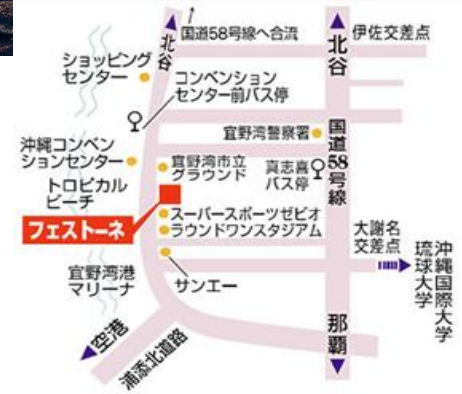 国道58号線へ合流
北谷
ショッピング
センター
コンベンション
センター前バス停
北谷
伊佐交差点
宜野湾警察署
国道58号線
沖縄コンベン
ションセンター
宜野湾市立
グラウンド
真志喜
バス停
トロピカル
ビーチ
フェストーネ
スーパースポーツゼビオ
ラウンドワンスタジアム
大謝名
交差点
沖縄国際大学
琉球大学
宜野湾港
マリーナ
サンエー
空港
浦添北道路
那覇